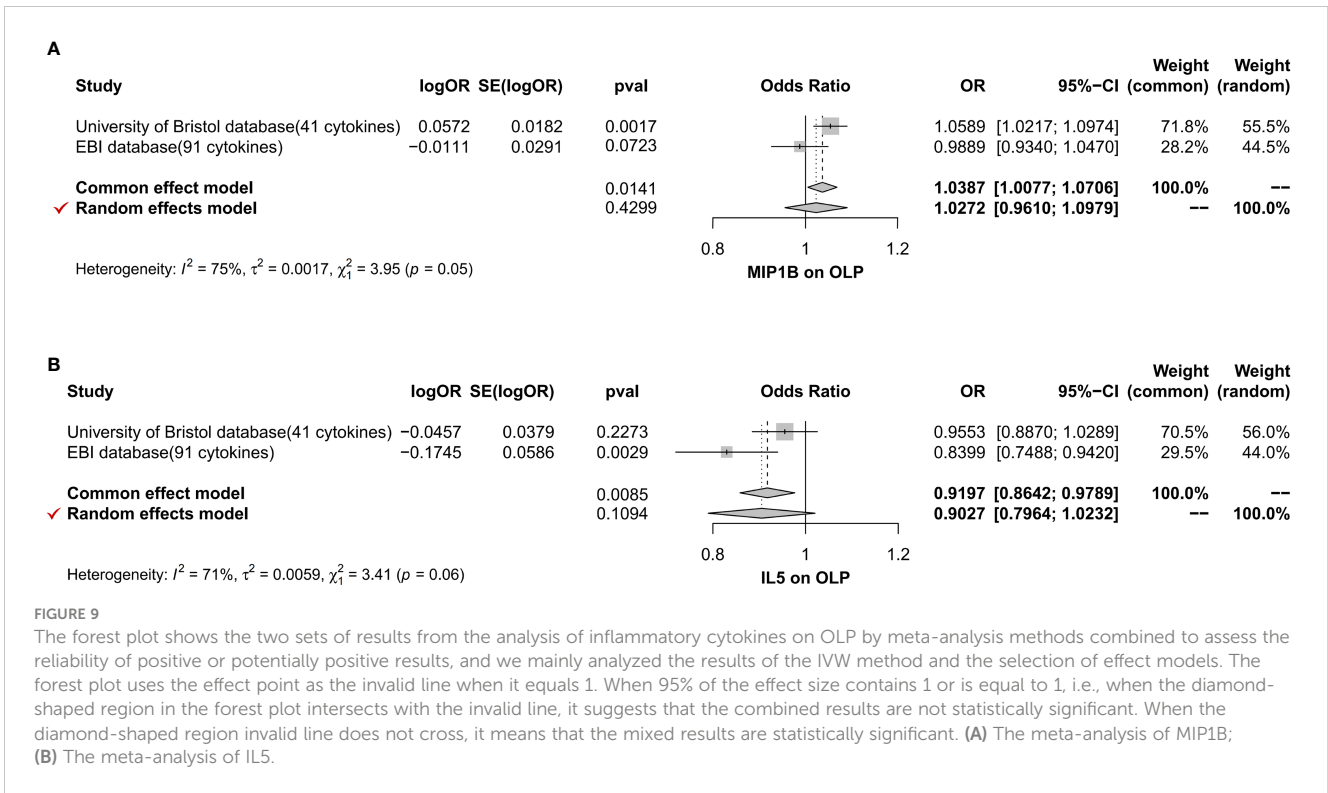 A
Weight Weight
Study logOR SE(logOR) pval Odds Ratio OR 95%−CI (common) (random)
University of Bristol database(41 cytokines) 0.0572 0.0182 0.0017 1.0589 [1.0217; 1.0974] 71.8% 55.5%
EBI database(91 cytokines) −0.0111 0.0291 0.0723 0.9889 [0.9340; 1.0470] 28.2% 44.5%
Common effect model 0.0141 1.0387 [1.0077; 1.0706] 100.0% −−
✓ Random effects model 0.4299 1.0272 [0.9610; 1.0979] −− 100.0%
0.8 1 1.2
Heterogeneity: I² = 75%, τ² = 0.0017, χ²₁ = 3.95 (p = 0.05)
MIP1B on OLP
B
Weight Weight
Study logOR SE(logOR) pval Odds Ratio OR 95%−CI (common) (random)
University of Bristol database(41 cytokines) −0.0457 0.0379 0.2273 0.9553 [0.8870; 1.0289] 70.5% 56.0%
EBI database(91 cytokines) −0.1745 0.0586 0.0029 0.8399 [0.7488; 0.9420] 29.5% 44.0%
Common effect model 0.0085 0.9197 [0.8642; 0.9789] 100.0% −−
✓ Random effects model 0.1094 0.9027 [0.7964; 1.0232] −− 100.0%
0.8 1 1.2
Heterogeneity: I² = 71%, τ² = 0.0059, χ²₁ = 3.41 (p = 0.06)
IL5 on OLP
FIGURE 9
The forest plot shows the two sets of results from the analysis of inflammatory cytokines on OLP by meta-analysis methods combined to assess the
reliability of positive or potentially positive results, and we mainly analyzed the results of the IVW method and the selection of effect models. The
forest plot uses the effect point as the invalid line when it equals 1. When 95% of the effect size contains 1 or is equal to 1, i.e., when the diamond-
shaped region in the forest plot intersects with the invalid line, it suggests that the combined results are not statistically significant. When the
diamond-shaped region invalid line does not cross, it means that the mixed results are statistically significant. (A) The meta-analysis of MIP1B;
(B) The meta-analysis of IL5.